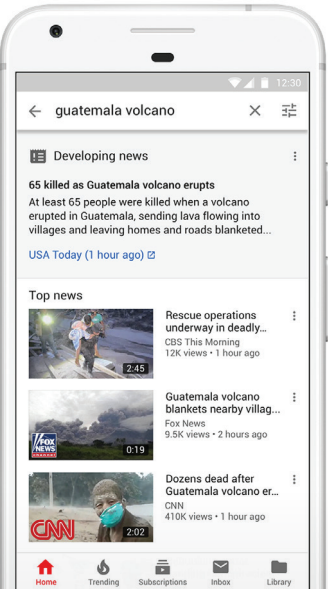 12:30
guatemala volcano
Developing news
65 killed as Guatemala volcano erupts
At least 65 people were killed when a volcano
erupted in Guatemala, sending lava flowing into
villages and leaving homes and roads blanketed...
USA Today (1 hour ago)
Top news
Rescue operations
underway in deadly...
CBS This Morning
12K views • 1 hour ago
2:45
Guatemala volcano
blankets nearby villag...
Fox News
9.5K views • 2 hours ago
FOX
NEWS
channel
0:19
Dozens dead after
Guatemala volcano er...
CNN
410K views • 1 hour ago
CNN
2:02
Home
Trending
Subscriptions
Inbox
Library